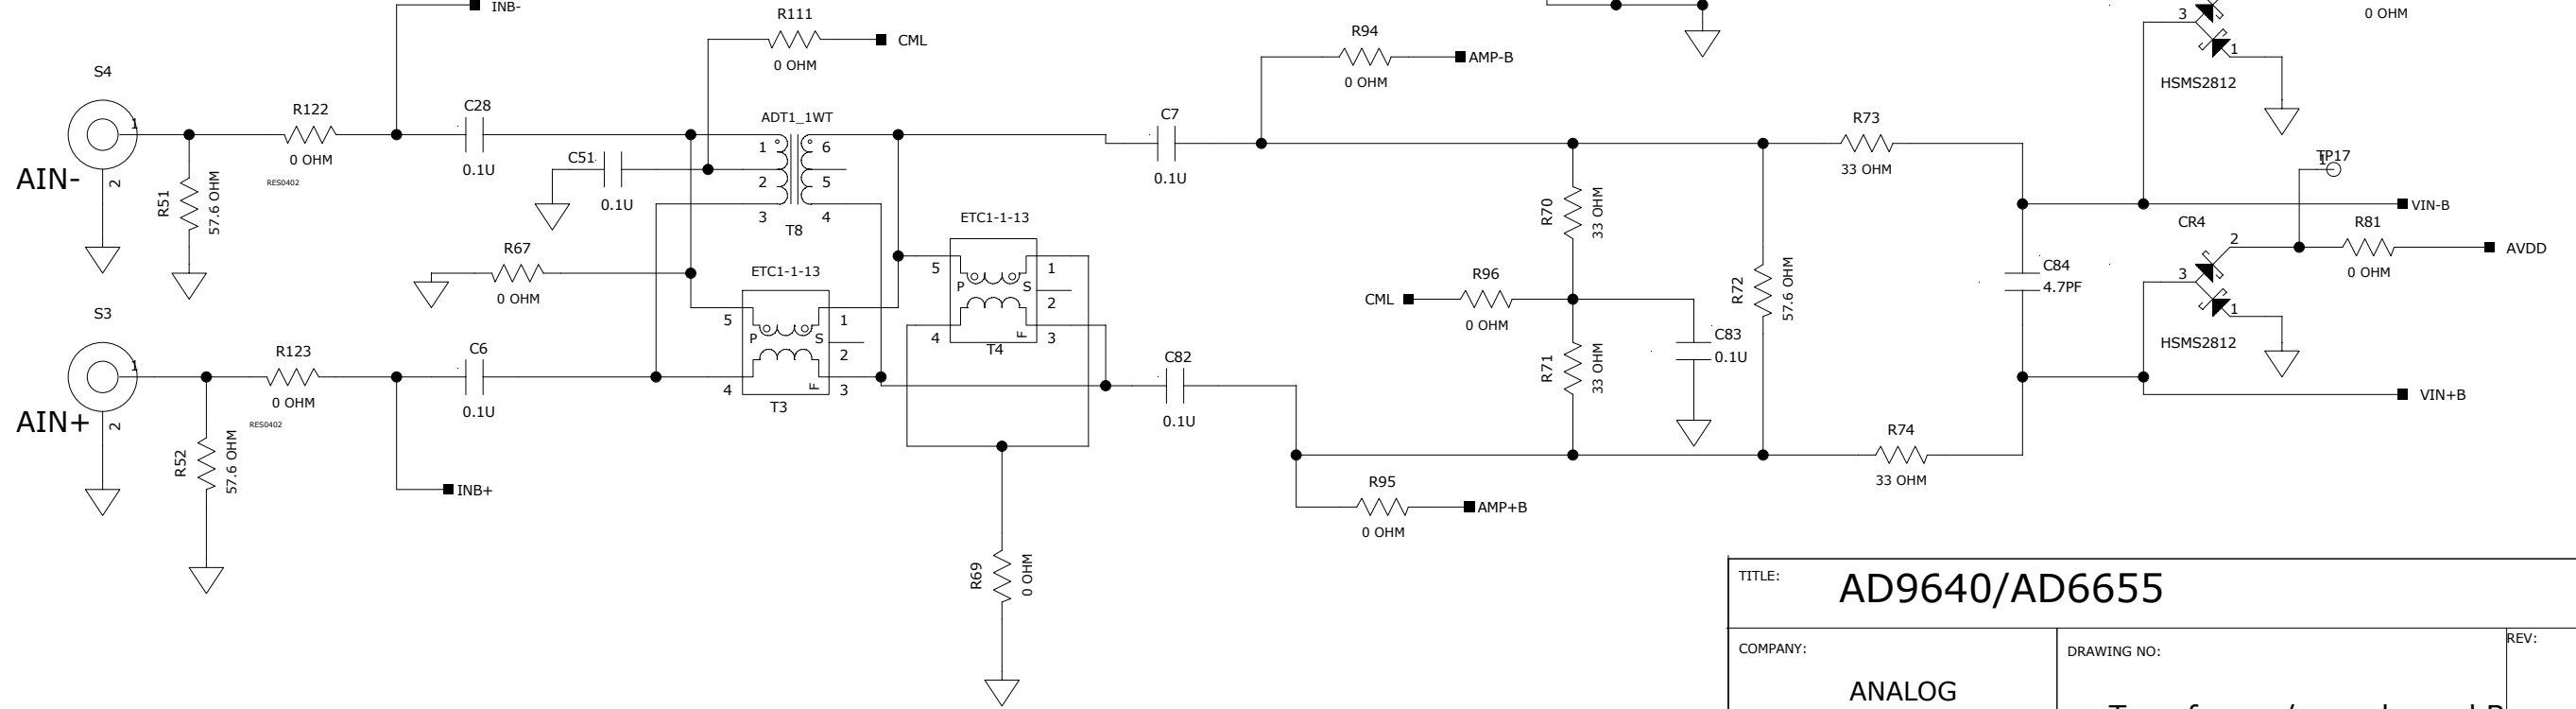 INB-
R111
CML
0 OHM
R94
AMP-B
0 OHM
3
0 OHM
1
HSMS2812
S4
1
2
AIN-
R51
57.6 OHM
R122
0 OHM
RES0402
C28
0.1U
C51
0.1U
ADT1_1WT
1
2
3
6
5
4
T8
C7
0.1U
R73
33 OHM
R70
33 OHM
R72
57.6 OHM
TP17
1
VIN-B
CR4
2
R81
0 OHM
AVDD
3
1
HSMS2812
R67
0 OHM
ETC1-1-13
5
P
S
1
2
4
F
3
T3
ETC1-1-13
5
P
S
1
2
4
F
3
T4
CML
R96
0 OHM
C83
0.1U
R71
33 OHM
C84
4.7PF
S3
1
2
AIN+
R52
57.6 OHM
R123
0 OHM
RES0402
C6
0.1U
INB+
C82
0.1U
VIN+B
R74
33 OHM
R95
0 OHM
AMP+B
R69
0 OHM
TITLE:
AD9640/AD6655
COMPANY:
ANALOG
DRAWING NO:
REV: